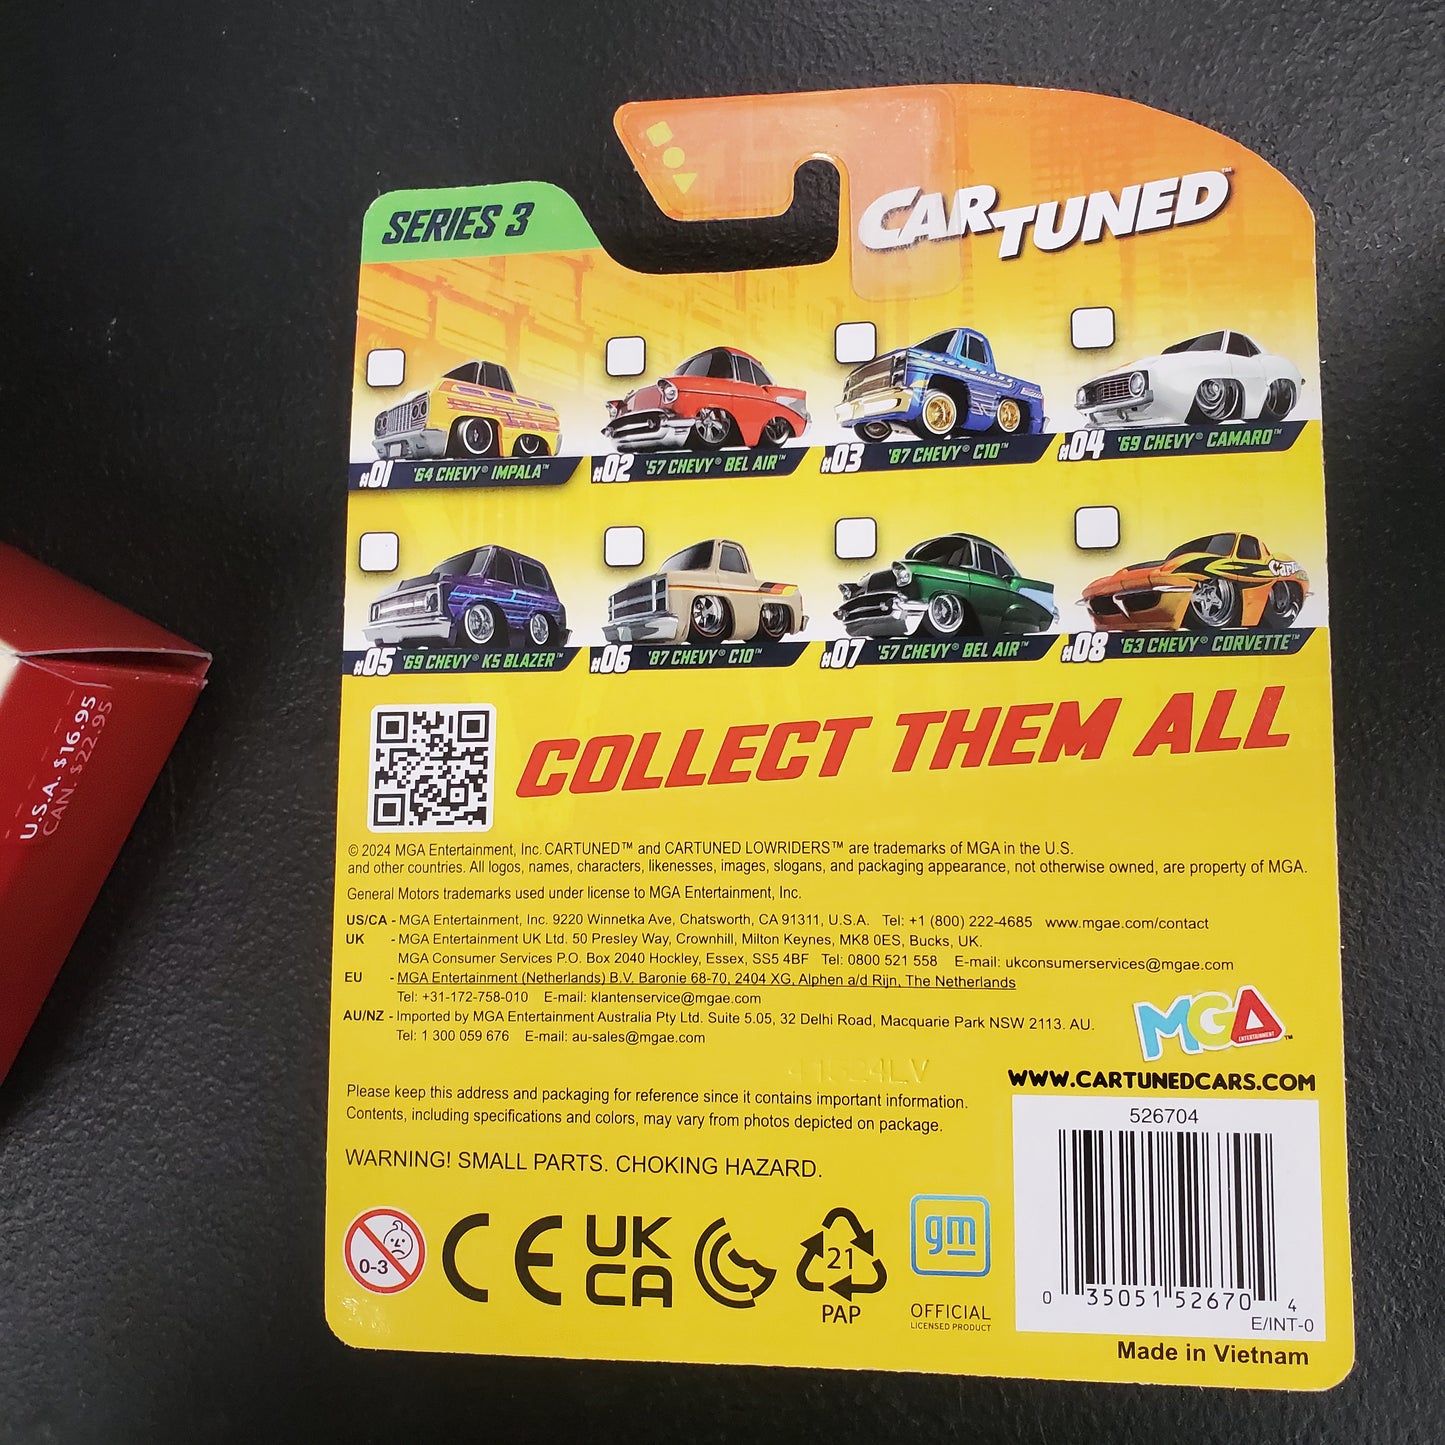 SERIES 3
CARTUNED™
#01 '64 CHEVY® IMPALA™
#02 '57 CHEVY® BEL AIR™
#03 '87 CHEVY® C10™
#04 '69 CHEVY® CAMARO™
#05 '69 CHEVY® K5 BLAZER™
#06 '87 CHEVY® C10™
#07 '57 CHEVY® BEL AIR™
#08 '63 CHEVY® CORVETTE™
COLLECT THEM ALL
© 2024 MGA Entertainment, Inc. CARTUNED™ and CARTUNED LOWRIDERS™ are trademarks of MGA in the U.S.
and other countries. All logos, names, characters, likenesses, images, slogans, and packaging appearance, not otherwise owned, are property of MGA.
General Motors trademarks used under license to MGA Entertainment, Inc.
US/CA - MGA Entertainment, Inc. 9220 Winnetka Ave, Chatsworth, CA 91311, U.S.A. Tel: +1 (800) 222-4685 www.mgae.com/contact
UK - MGA Entertainment UK Ltd. 50 Presley Way, Crownhill, Milton Keynes, MK8 0ES, Bucks, UK.
MGA Consumer Services P.O. Box 2040 Hockley, Essex, SS5 4BF Tel: 0800 521 558 E-mail: ukconsumerservices@mgae.com
EU - MGA Entertainment (Netherlands) B.V. Baronie 68-70, 2404 XG, Alphen a/d Rijn, The Netherlands
Tel: +31-172-758-010 E-mail: klantenservice@mgae.com
AU/NZ - Imported by MGA Entertainment Australia Pty Ltd. Suite 5.05, 32 Delhi Road, Macquarie Park NSW 2113. AU.
Tel: 1 300 059 676 E-mail: au-sales@mgae.com
MGA ENTERTAINMENT™
WWW.CARTUNEDCARS.COM
Please keep this address and packaging for reference since it contains important information.
Contents, including specifications and colors, may vary from photos depicted on package.
WARNING! SMALL PARTS. CHOKING HAZARD.
0-3
CE
UK
CA
21
PAP
gm
OFFICIAL
LICENSED PRODUCT
526704
0 35051 52670 4
E/INT-0
Made in Vietnam
U.S.A. $16.95
CAN. $22.95